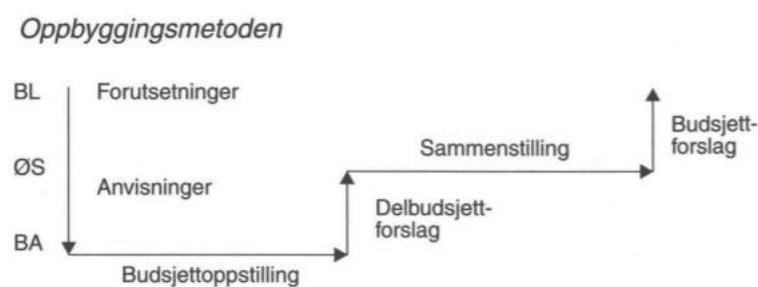 Oppbyggingsmetoden
BL Forutsetninger
Budsjett-
forslag
Sammenstilling
ØS
Anvisninger
Delbudsjett-
forslag
BA
Budsjettoppstilling